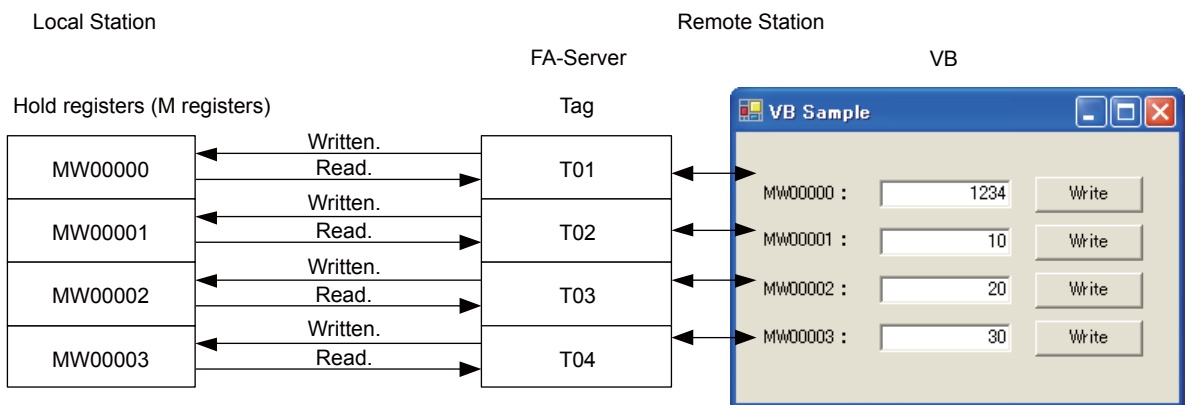 Local Station
Remote Station
FA-Server
VB
Hold registers (M registers)
Tag
VB Sample
MW00000
Written.
Read.
T01
MW00000 :
1234
Write
MW00001
Written.
Read.
T02
MW00001 :
10
Write
MW00002
Written.
Read.
T03
MW00002 :
20
Write
MW00003
Written.
Read.
T04
MW00003 :
30
Write